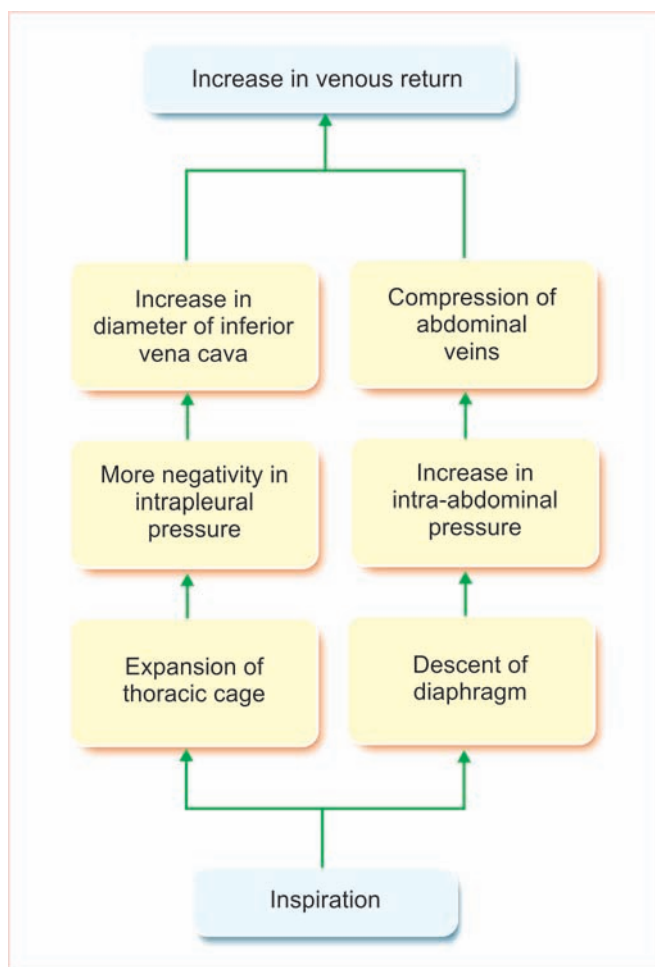 Increase in venous return
Increase in
diameter of inferior
vena cava
Compression of
abdominal
veins
More negativity in
intrapleural
pressure
Increase in
intra-abdominal
pressure
Expansion of
thoracic cage
Descent of
diaphragm
Inspiration